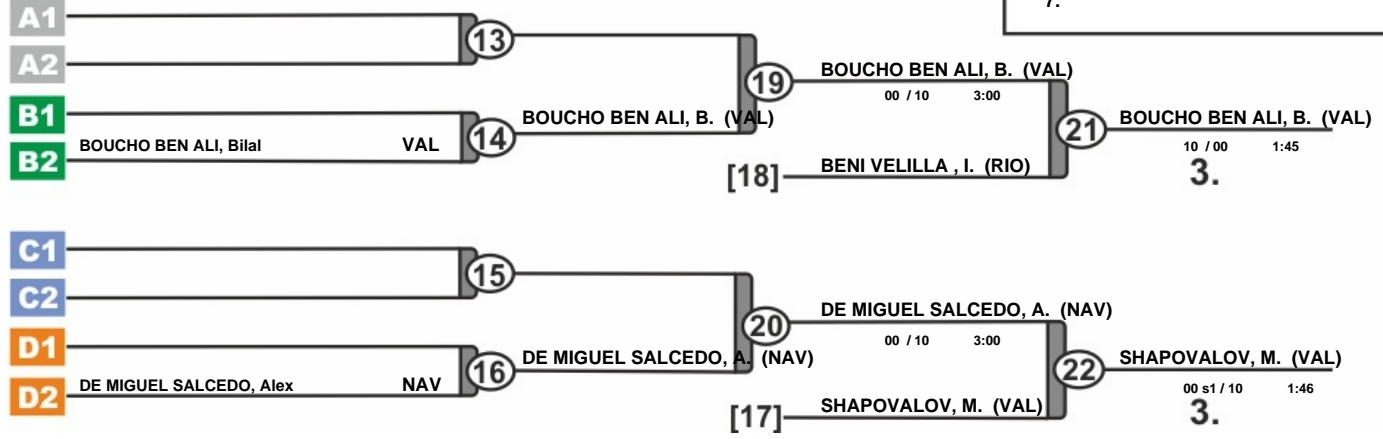 7.
A1
13
A2
19
BOUCHO BEN ALI, B. (VAL)
00 / 10 3:00
B1
BOUCHO BEN ALI, B. (VAL)
21
BOUCHO BEN ALI, B. (VAL)
BOUCHO BEN ALI, Bilal VAL
14
10 / 00 1:45
B2
[18]
BENI VELILLA , I. (RIO)
3.
C1
15
C2
20
DE MIGUEL SALCEDO, A. (NAV)
00 / 10 3:00
D1
DE MIGUEL SALCEDO, A. (NAV)
22
SHAPOVALOV, M. (VAL)
DE MIGUEL SALCEDO, Alex NAV
16
00 s1 / 10 1:46
D2
[17]
SHAPOVALOV, M. (VAL)
3.